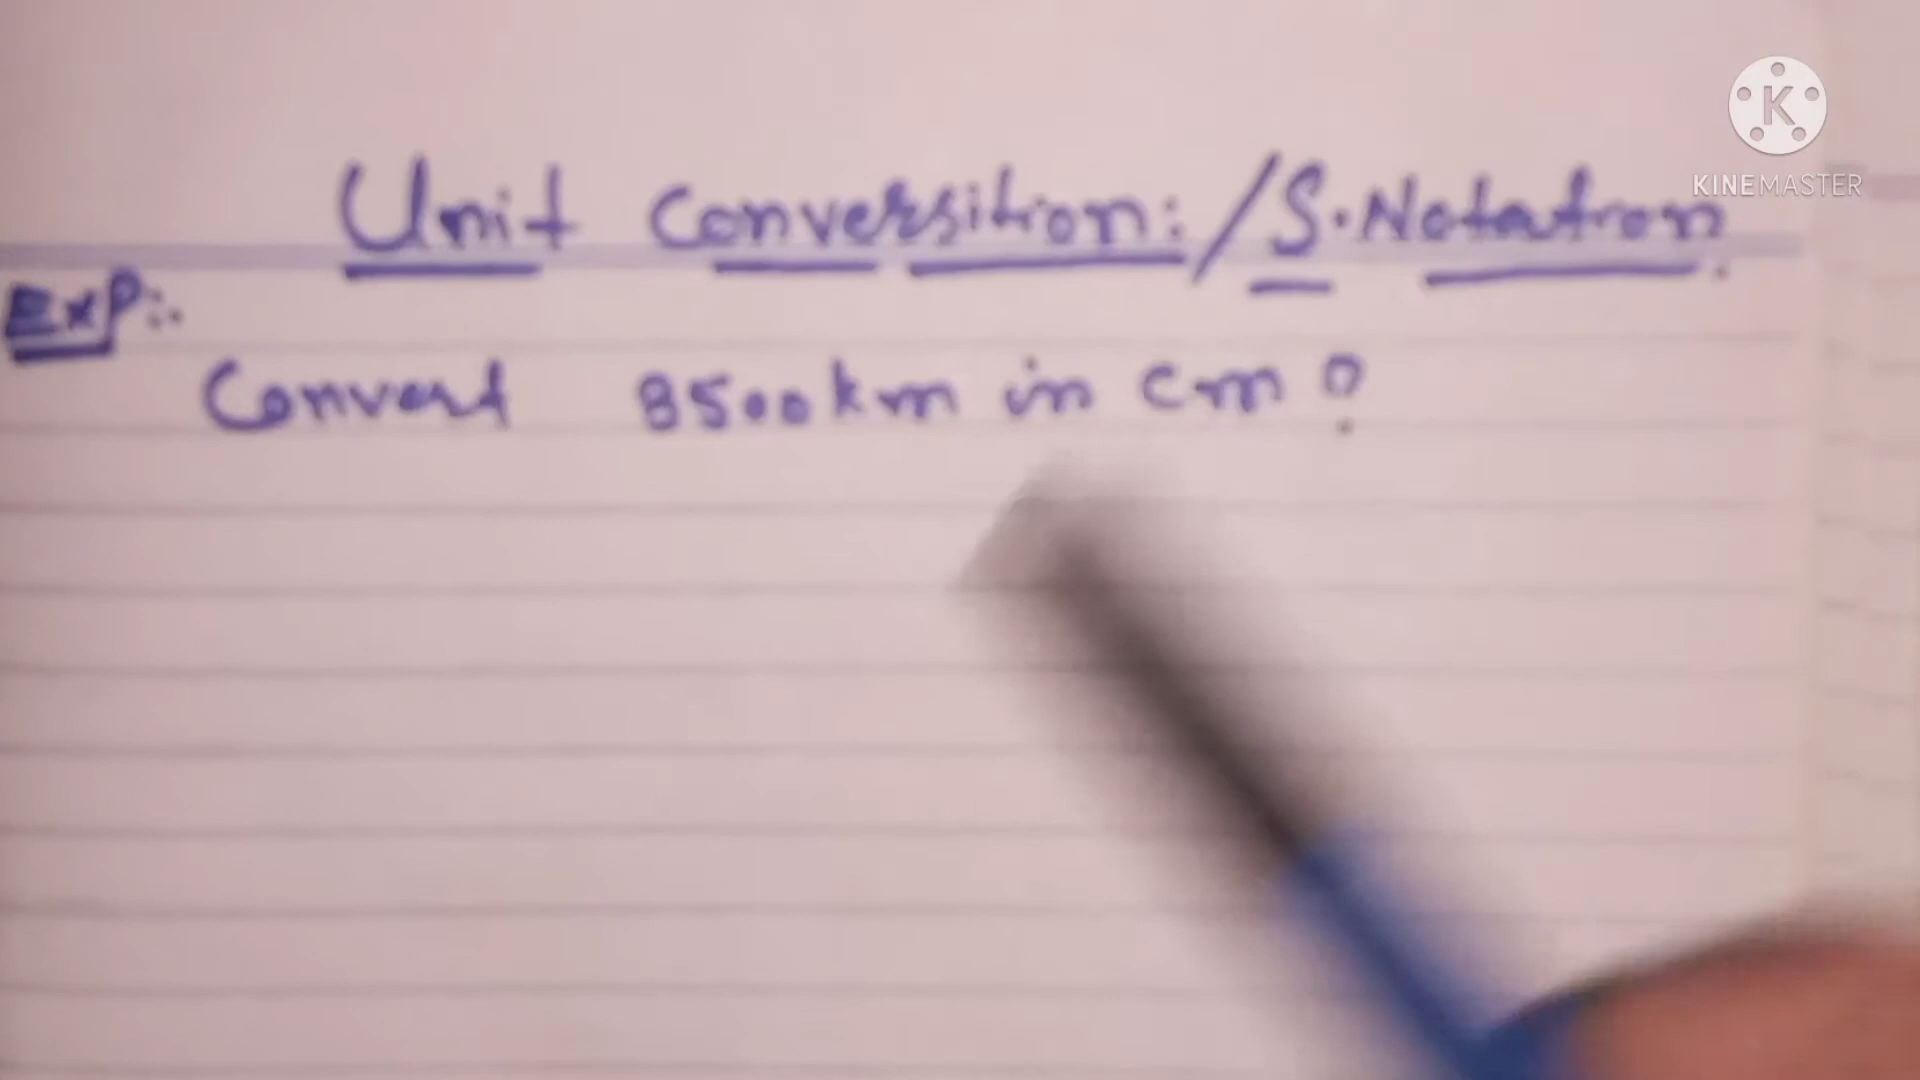 Unit Conversition:/S.Notation.
Exp:.
Convert 8500km in cm?
K
KINEMASTER